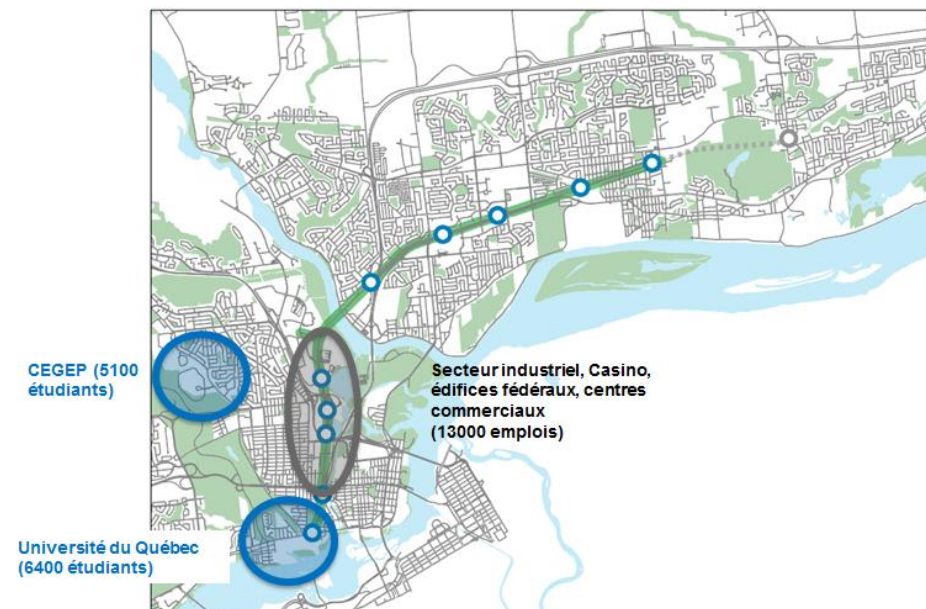 CEGEP (5100
étudiants)
Secteur industriel, Casino,
édifices fédéraux, centres
commerciaux
(13000 emplois)
Université du Québec
(6400 étudiants)